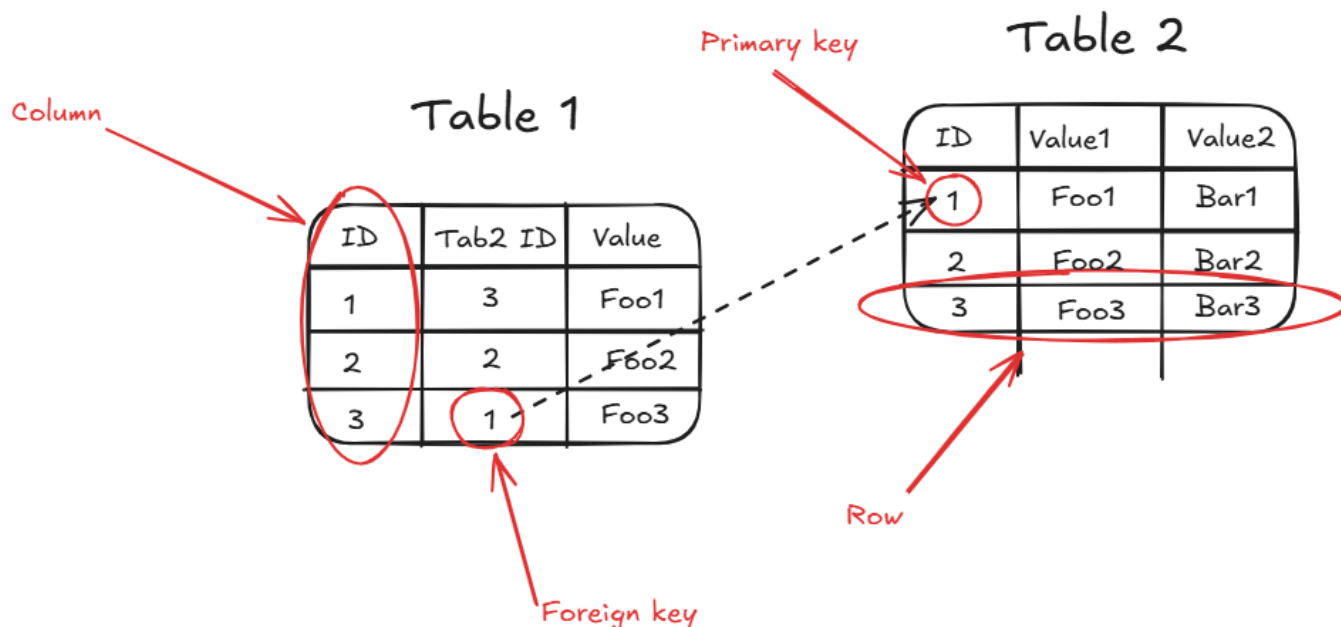 Primary key
Table 2
Column
Table 1
ID Value1 Value2
1 Foo1 Bar1
2 Foo2 Bar2
3 Foo3 Bar3
ID Tab2 ID Value
1 3 Foo1
2 2 Foo2
3 1 Foo3
Row
Foreign key